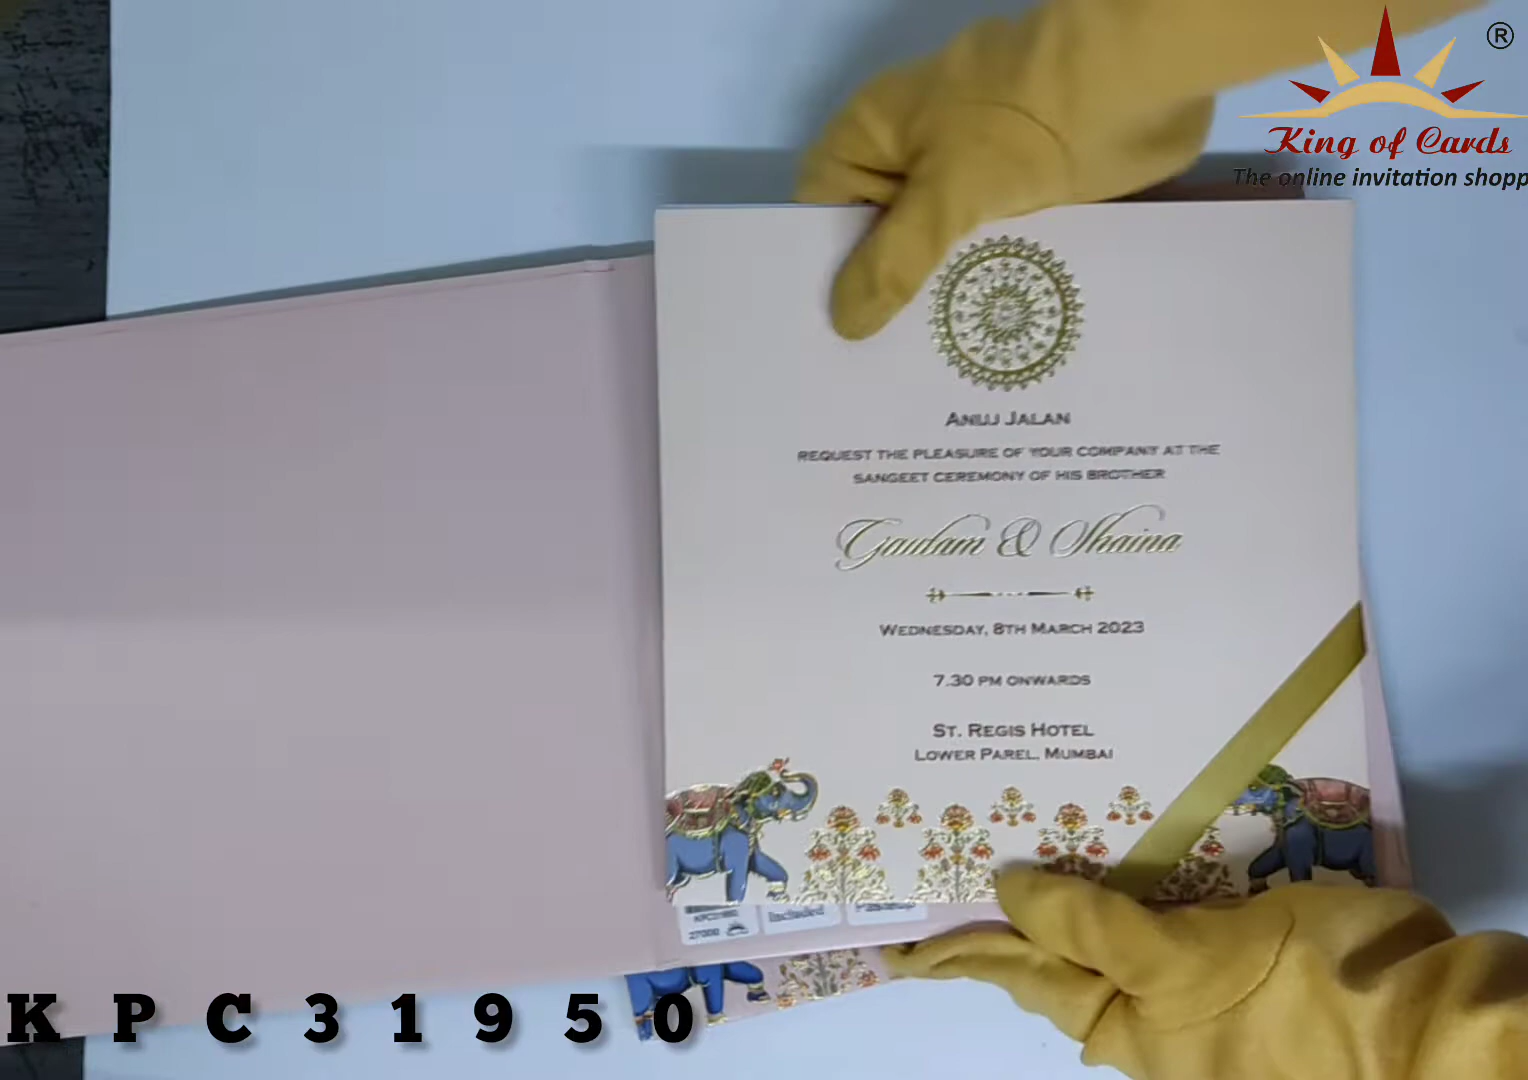 ®
King of Cards
The online invitation shopp
ANUJ JALAN
REQUEST THE PLEASURE OF YOUR COMPANY AT THE
SANGEET CEREMONY OF HIS BROTHER
Gautam & Shaina
WEDNESDAY, 8TH MARCH 2023
7.30 PM ONWARDS
ST. REGIS HOTEL
LOWER PAREL, MUMBAI
Included
27000
KPC31950